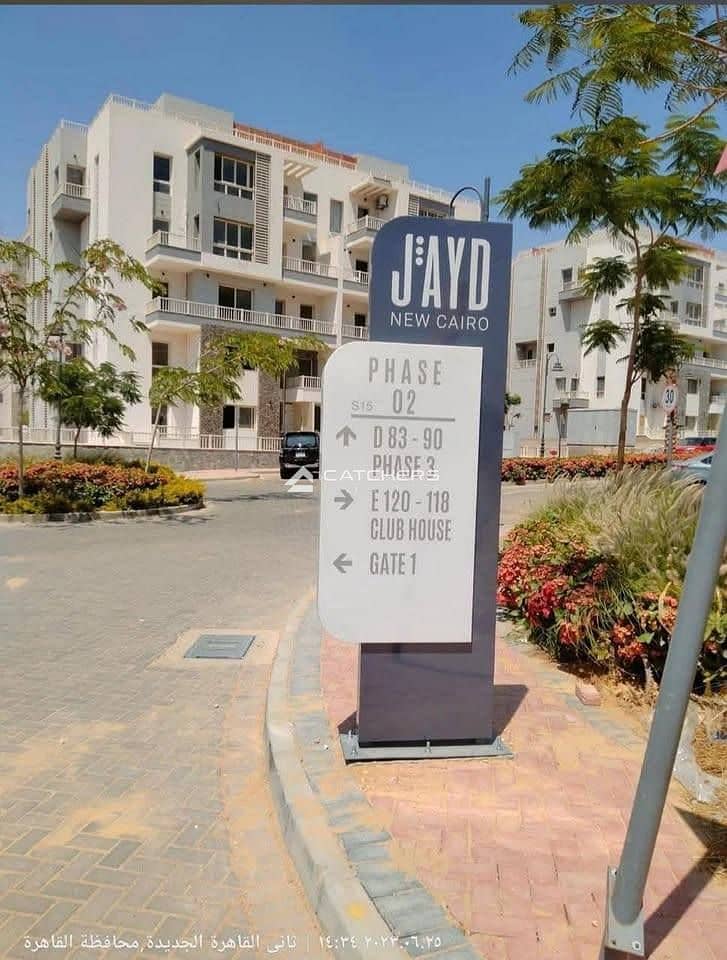 J:AYD
NEW CAIRO
PHASE
S15 02
D 83 - 90
PHASE 3
CATCHERS
E 120 - 118
CLUB HOUSE
GATE 1
30
ثانى القاهرة الجديدة,محافظة القاهرة | ١٤:٣٤ ٢٠٢٣.٠٦.٢٥